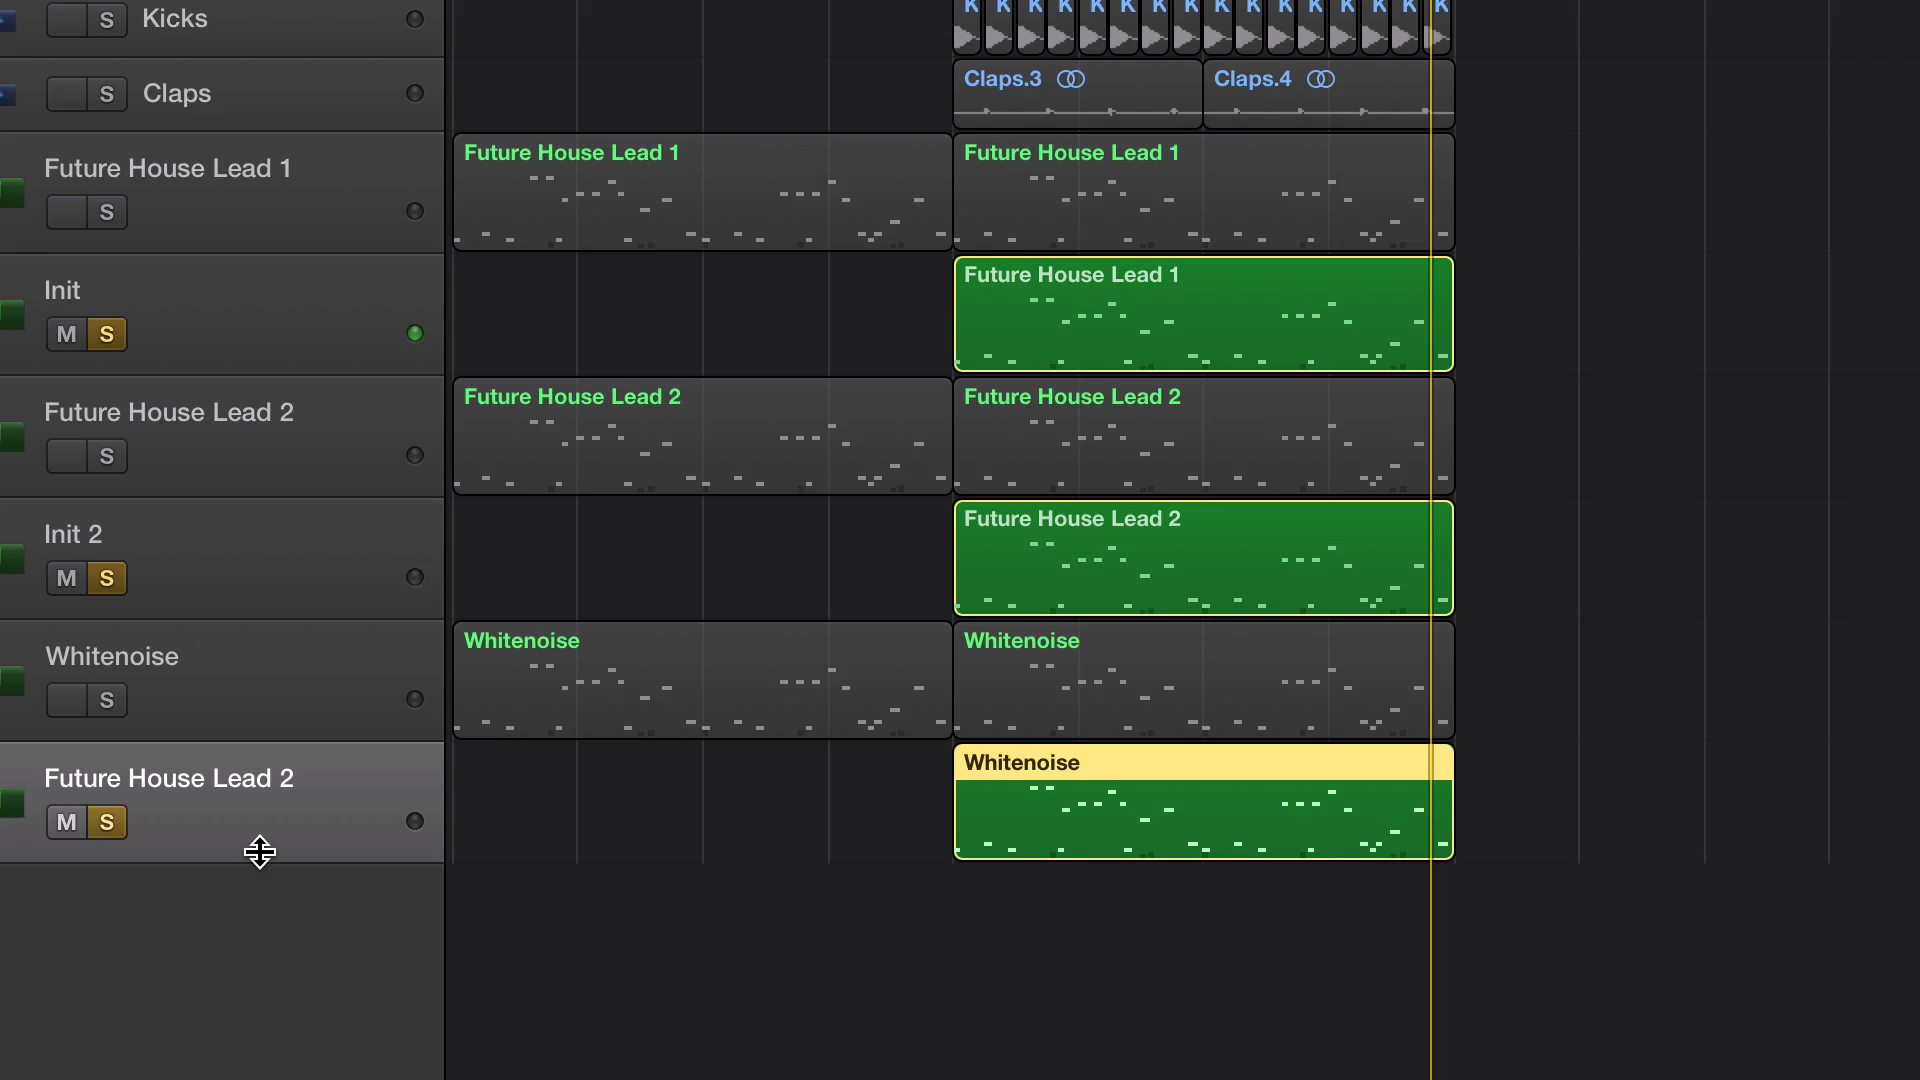 S Kicks K K K K K K K K K K K K K K K K
S Claps Claps.3 Claps.4
Future House Lead 1 Future House Lead 1 Future House Lead 1
S
Init Future House Lead 1
M S
Future House Lead 2 Future House Lead 2 Future House Lead 2
S
Init 2 Future House Lead 2
M S
Whitenoise Whitenoise Whitenoise
S
Future House Lead 2 Whitenoise
M S